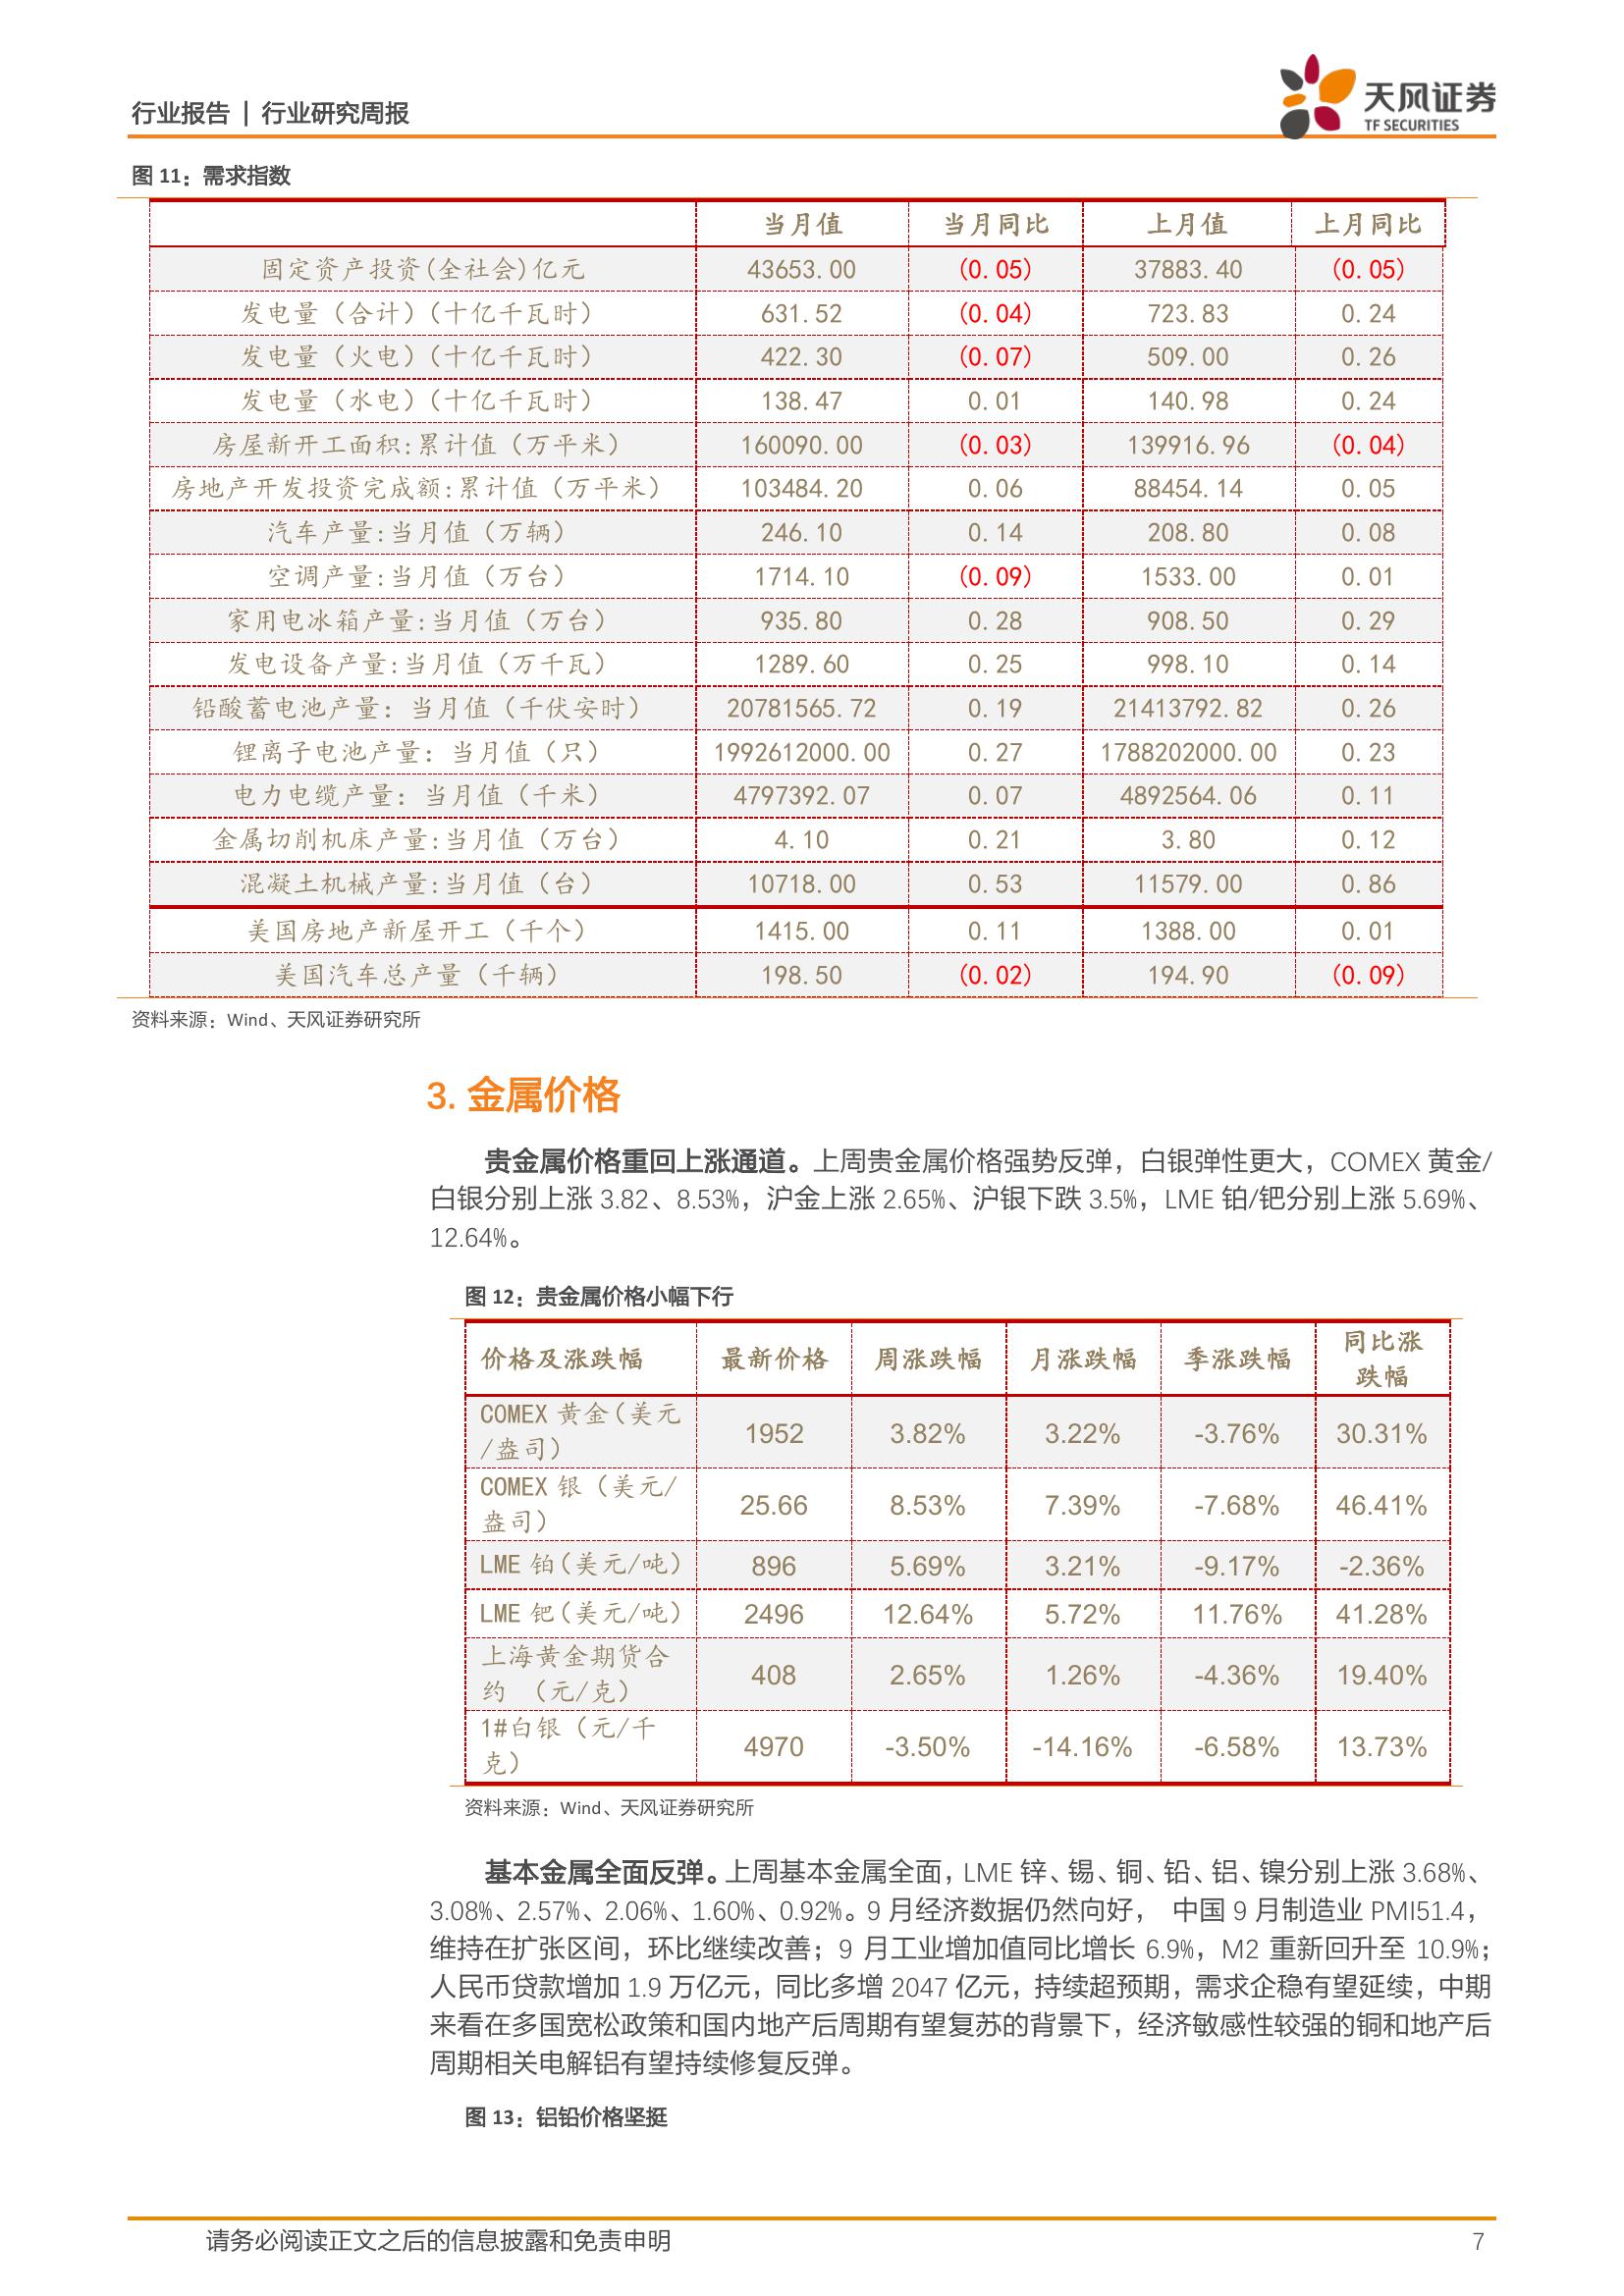 行业报告 | 行业研究周报
天风证券
TF SECURITIES
图 11：需求指数
当月值 当月同比 上月值 上月同比
固定资产投资(全社会)亿元 43653.00 (0.05) 37883.40 (0.05)
发电量（合计）（十亿千瓦时） 631.52 (0.04) 723.83 0.24
发电量（火电）（十亿千瓦时） 422.30 (0.07) 509.00 0.26
发电量（水电）（十亿千瓦时） 138.47 0.01 140.98 0.24
房屋新开工面积:累计值（万平米） 160090.00 (0.03) 139916.96 (0.04)
房地产开发投资完成额:累计值（万平米） 103484.20 0.06 88454.14 0.05
汽车产量:当月值（万辆） 246.10 0.14 208.80 0.08
空调产量:当月值（万台） 1714.10 (0.09) 1533.00 0.01
家用电冰箱产量:当月值（万台） 935.80 0.28 908.50 0.29
发电设备产量:当月值（万千瓦） 1289.60 0.25 998.10 0.14
铅酸蓄电池产量：当月值（千伏安时） 20781565.72 0.19 21413792.82 0.26
锂离子电池产量：当月值（只） 1992612000.00 0.27 1788202000.00 0.23
电力电缆产量：当月值（千米） 4797392.07 0.07 4892564.06 0.11
金属切削机床产量:当月值（万台） 4.10 0.21 3.80 0.12
混凝土机械产量:当月值（台） 10718.00 0.53 11579.00 0.86
美国房地产新屋开工（千个） 1415.00 0.11 1388.00 0.01
美国汽车总产量（千辆） 198.50 (0.02) 194.90 (0.09)
资料来源：Wind、天风证券研究所
3. 金属价格
贵金属价格重回上涨通道。上周贵金属价格强势反弹，白银弹性更大，COMEX 黄金/
白银分别上涨 3.82、8.53%，沪金上涨 2.65%、沪银下跌 3.5%，LME 铂/钯分别上涨 5.69%、
12.64%。
图 12：贵金属价格小幅下行
价格及涨跌幅 最新价格 周涨跌幅 月涨跌幅 季涨跌幅 同比涨
跌幅
COMEX 黄金（美元
/盎司） 1952 3.82% 3.22% -3.76% 30.31%
COMEX 银（美元/
盎司） 25.66 8.53% 7.39% -7.68% 46.41%
LME 铂（美元/吨） 896 5.69% 3.21% -9.17% -2.36%
LME 钯（美元/吨） 2496 12.64% 5.72% 11.76% 41.28%
上海黄金期货合
约 （元/克） 408 2.65% 1.26% -4.36% 19.40%
1#白银（元/千
克） 4970 -3.50% -14.16% -6.58% 13.73%
资料来源：Wind、天风证券研究所
基本金属全面反弹。上周基本金属全面，LME 锌、锡、铜、铅、铝、镍分别上涨 3.68%、
3.08%、2.57%、2.06%、1.60%、0.92%。9 月经济数据仍然向好， 中国 9 月制造业 PMI51.4，
维持在扩张区间，环比继续改善；9 月工业增加值同比增长 6.9%，M2 重新回升至 10.9%；
人民币贷款增加 1.9 万亿元，同比多增 2047 亿元，持续超预期，需求企稳有望延续，中期
来看在多国宽松政策和国内地产后周期有望复苏的背景下，经济敏感性较强的铜和地产后
周期相关电解铝有望持续修复反弹。
图 13：铝铅价格坚挺
请务必阅读正文之后的信息披露和免责申明 7